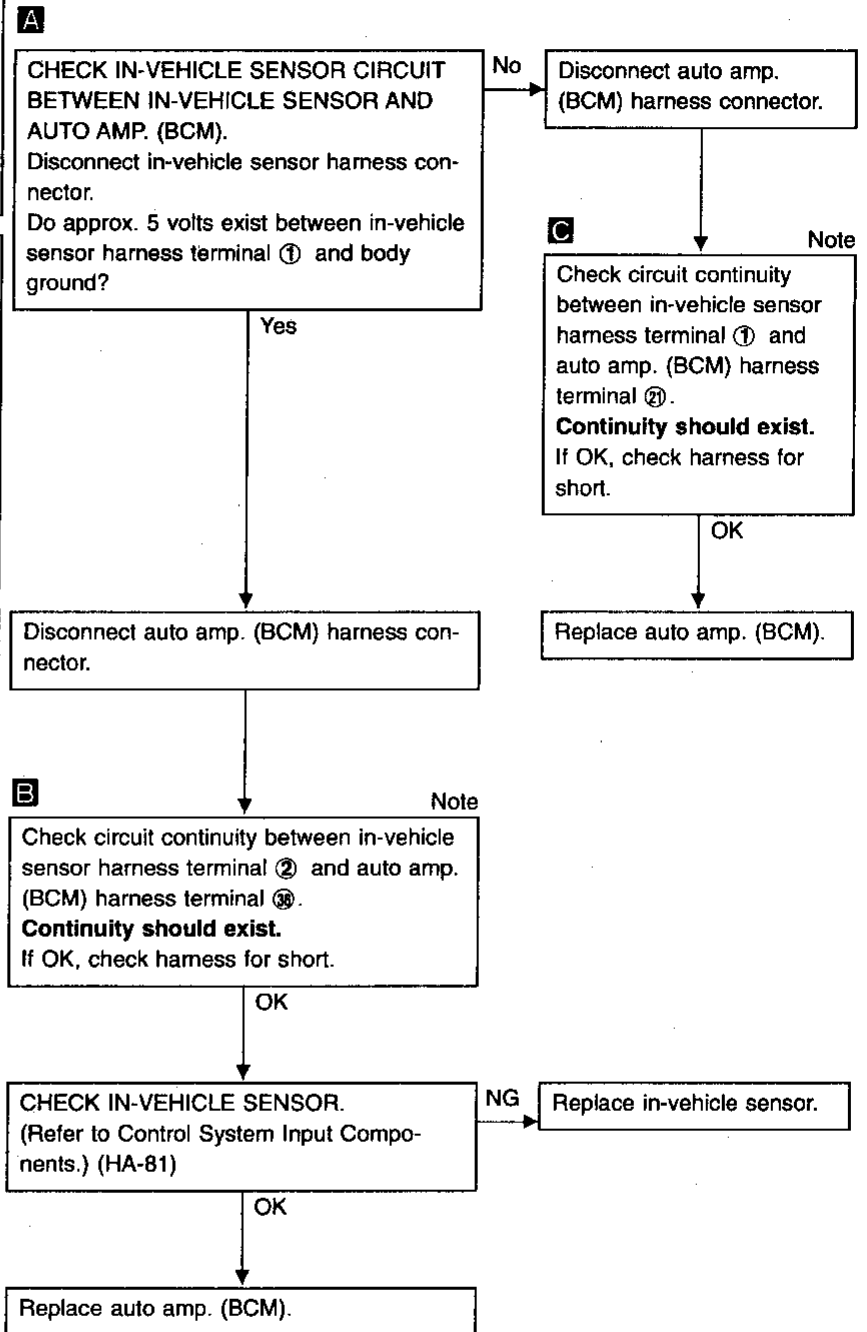 A
CHECK IN-VEHICLE SENSOR CIRCUIT
BETWEEN IN-VEHICLE SENSOR AND
AUTO AMP. (BCM).
Disconnect in-vehicle sensor harness con-
nector.
Do approx. 5 volts exist between in-vehicle
sensor harness terminal ① and body
ground?
No
Disconnect auto amp.
(BCM) harness connector.
C
Note
Check circuit continuity
between in-vehicle sensor
harness terminal ① and
auto amp. (BCM) harness
terminal ㉑.
Continuity should exist.
If OK, check harness for
short.
OK
Replace auto amp. (BCM).
Yes
Disconnect auto amp. (BCM) harness con-
nector.
B
Note
Check circuit continuity between in-vehicle
sensor harness terminal ② and auto amp.
(BCM) harness terminal ㊱.
Continuity should exist.
If OK, check harness for short.
OK
CHECK IN-VEHICLE SENSOR.
(Refer to Control System Input Compo-
nents.) (HA-81)
NG
Replace in-vehicle sensor.
OK
Replace auto amp. (BCM).